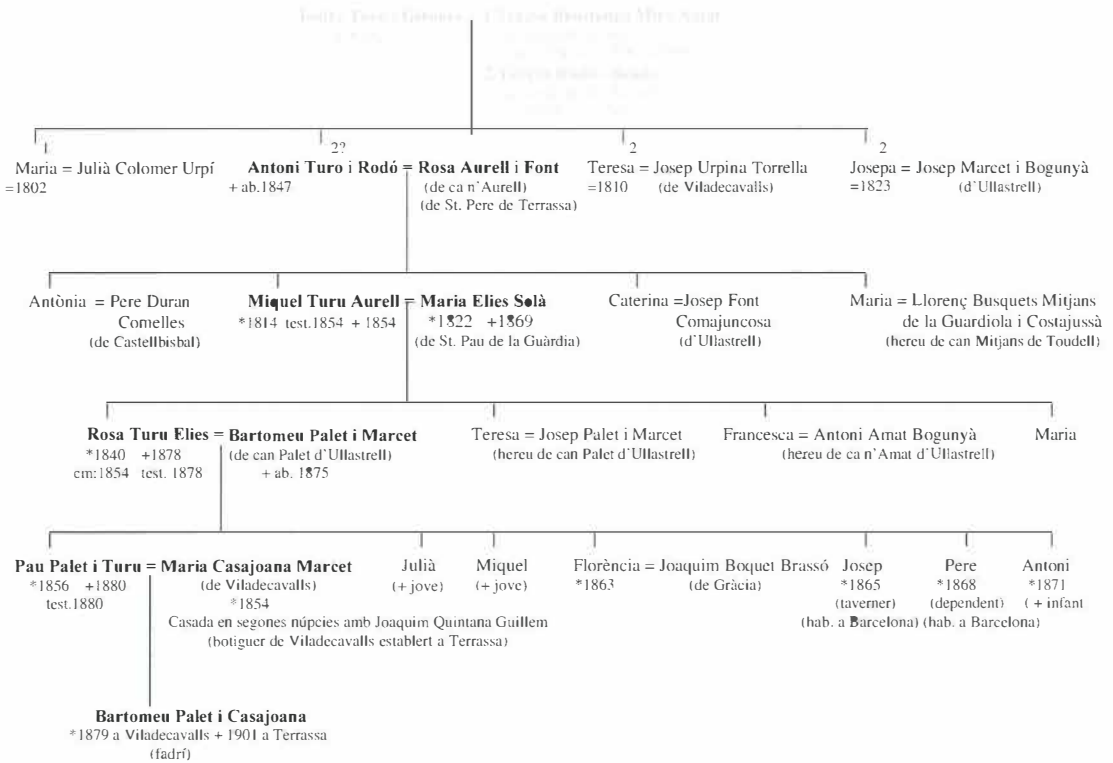 2? 2 2
Maria = Julià Colomer Urpí Antoni Turo i Rodó = Rosa Aurell i Font Teresa = Josep Urpina Torrella Josepa = Josep Marcet i Bogunyà
=1802 + ab.1847 (de ca n'Aurell) =1810 (de Viladecavalls) =1823 (d'Ullastrell)
(de St. Pere de Terrassa)
Antònia = Pere Duran Miquel Turu Aurell = Maria Elies Solà Caterina =Josep Font Maria = Llorenç Busquets Mitjans
Comelles *1814 test.1854 + 1854 *1822 +1869 Comajuncosa de la Guardiola i Costajussà
(de Castellbisbal) (de St. Pau de la Guàrdia) (d'Ullastrell) (hereu de can Mitjans de Toudell)
Rosa Turu Elies = Bartomeu Palet i Marcet Teresa = Josep Palet i Marcet Francesca = Antoni Amat Bogunyà Maria
*1840 +1878 (de can Palet d'Ullastrell) (hereu de can Palet d'Ullastrell) (hereu de ca n'Amat d'Ullastrell)
cm:1854 test. 1878 + ab. 1875
Pau Palet i Turu = Maria Casajoana Marcet Julià Miquel Florència = Joaquim Boquet Brassó Josep Pere Antoni
*1856 +1880 (de Viladecavalls) (+ jove) (+ jove) *1863 (de Gràcia) *1865 *1868 *1871
test.1880 *1854 (taverner) (dependent) ( + infant
Casada en segones núpcies amb Joaquim Quintana Guillem (hab. a Barcelona) (hab. a Barcelona)
(botiguer de Viladecavalls establert a Terrassa)
Bartomeu Palet i Casajoana
*1879 a Viladecavalls + 1901 a Terrassa
(fadrí)